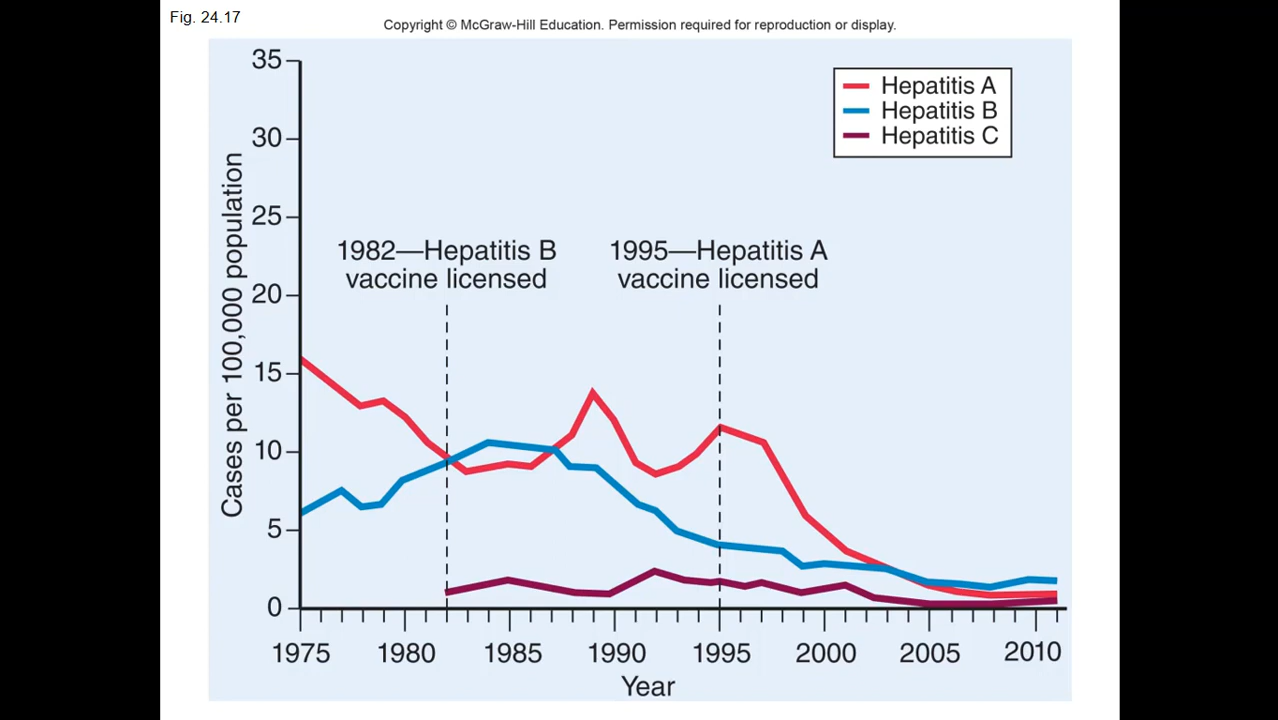 Fig. 24.17
Copyright © McGraw-Hill Education. Permission required for reproduction or display.
35
30
25
20
15
10
5
0
Cases per 100,000 population
Hepatitis A
Hepatitis B
Hepatitis C
1982—Hepatitis B
vaccine licensed
1995—Hepatitis A
vaccine licensed
1975 1980 1985 1990 1995 2000 2005 2010
Year